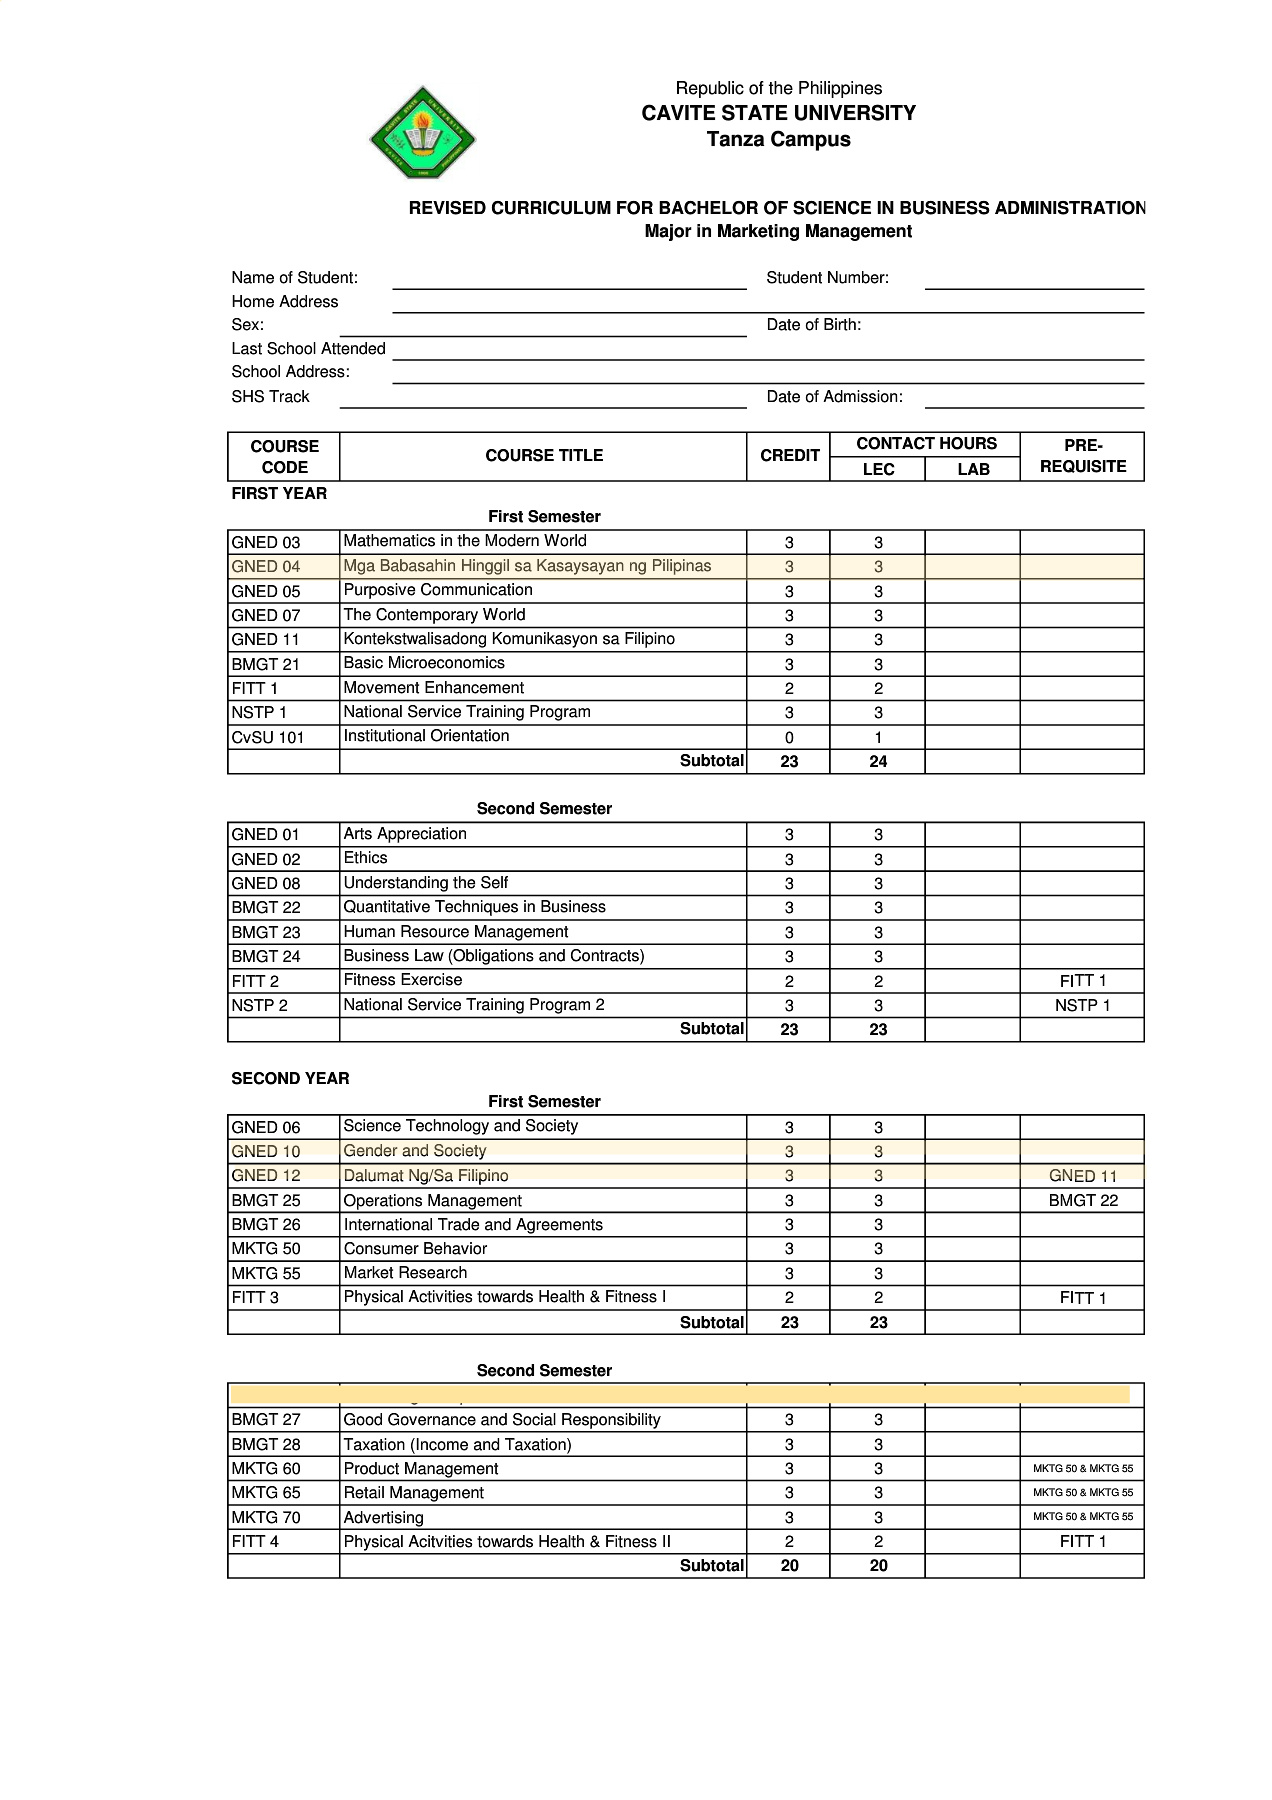 Republic of the Philippines
CAVITE STATE UNIVERSITY
Tanza Campus
REVISED CURRICULUM FOR BACHELOR OF SCIENCE IN BUSINESS ADMINISTRATION
Major in Marketing Management
Name of Student: Student Number:
Home Address
Sex: Date of Birth:
Last School Attended
School Address:
SHS Track Date of Admission:
COURSE CODE COURSE TITLE CREDIT CONTACT HOURS LEC LAB PRE-REQUISITE
FIRST YEAR
First Semester
GNED 03 Mathematics in the Modern World 3 3
GNED 04 Mga Babasahin Hinggil sa Kasaysayan ng Pilipinas 3 3
GNED 05 Purposive Communication 3 3
GNED 07 The Contemporary World 3 3
GNED 11 Kontekstwalisadong Komunikasyon sa Filipino 3 3
BMGT 21 Basic Microeconomics 3 3
FITT 1 Movement Enhancement 2 2
NSTP 1 National Service Training Program 3 3
CvSU 101 Institutional Orientation 0 1
Subtotal 23 24
Second Semester
GNED 01 Arts Appreciation 3 3
GNED 02 Ethics 3 3
GNED 08 Understanding the Self 3 3
BMGT 22 Quantitative Techniques in Business 3 3
BMGT 23 Human Resource Management 3 3
BMGT 24 Business Law (Obligations and Contracts) 3 3
FITT 2 Fitness Exercise 2 2 FITT 1
NSTP 2 National Service Training Program 2 3 3 NSTP 1
Subtotal 23 23
SECOND YEAR
First Semester
GNED 06 Science Technology and Society 3 3
GNED 10 Gender and Society 3 3
GNED 12 Dalumat Ng/Sa Filipino 3 3 GNED 11
BMGT 25 Operations Management 3 3 BMGT 22
BMGT 26 International Trade and Agreements 3 3
MKTG 50 Consumer Behavior 3 3
MKTG 55 Market Research 3 3
FITT 3 Physical Activities towards Health & Fitness I 2 2 FITT 1
Subtotal 23 23
Second Semester
BMGT 27 Good Governance and Social Responsibility 3 3
BMGT 28 Taxation (Income and Taxation) 3 3
MKTG 60 Product Management 3 3 MKTG 50 & MKTG 55
MKTG 65 Retail Management 3 3 MKTG 50 & MKTG 55
MKTG 70 Advertising 3 3 MKTG 50 & MKTG 55
FITT 4 Physical Acitvities towards Health & Fitness II 2 2 FITT 1
Subtotal 20 20